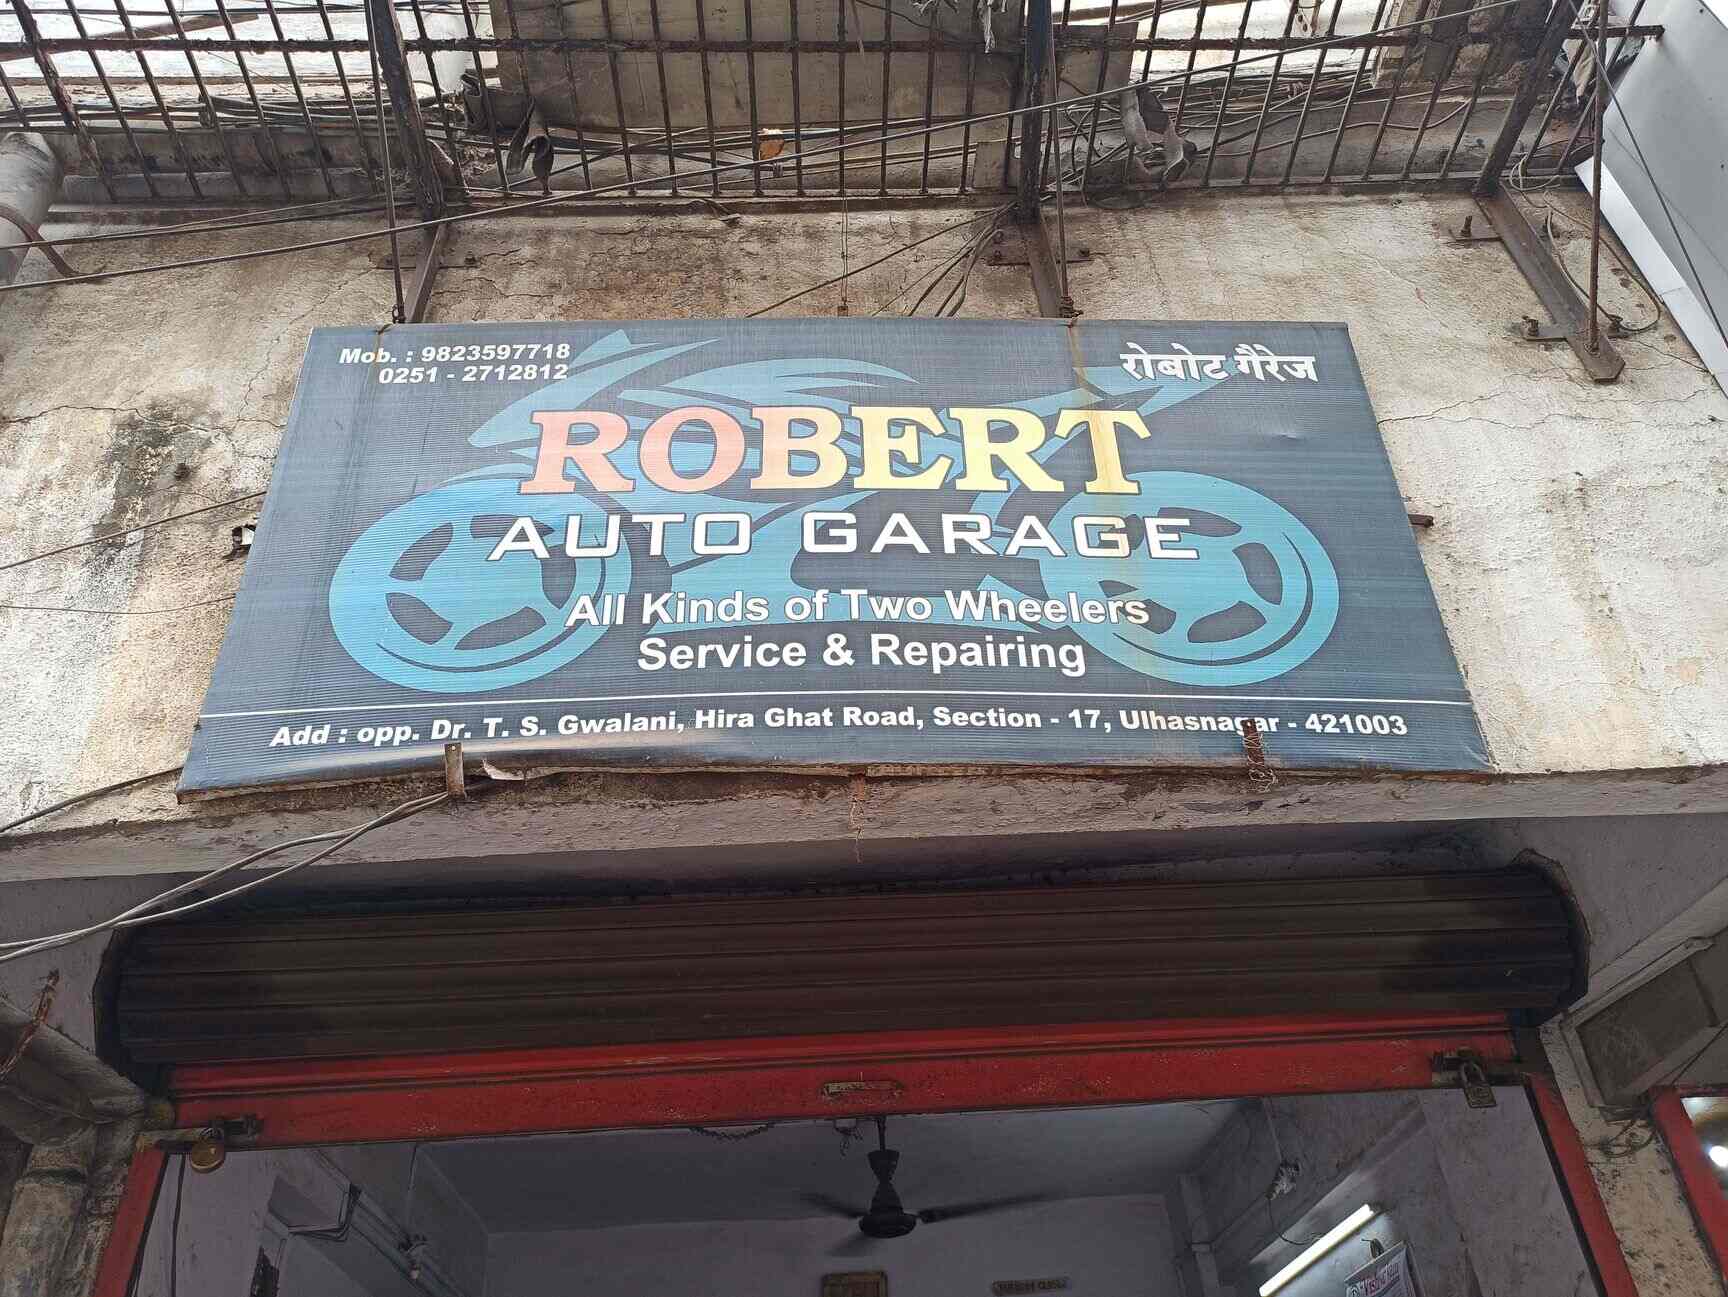 Mob. : 9823597718
0251 - 2712812
रोबोट गैरेज
ROBERT
AUTO GARAGE
All Kinds of Two Wheelers
Service & Repairing
Add : opp. Dr. T. S. Gwalani, Hira Ghat Road, Section - 17, Ulhasnagar - 421003